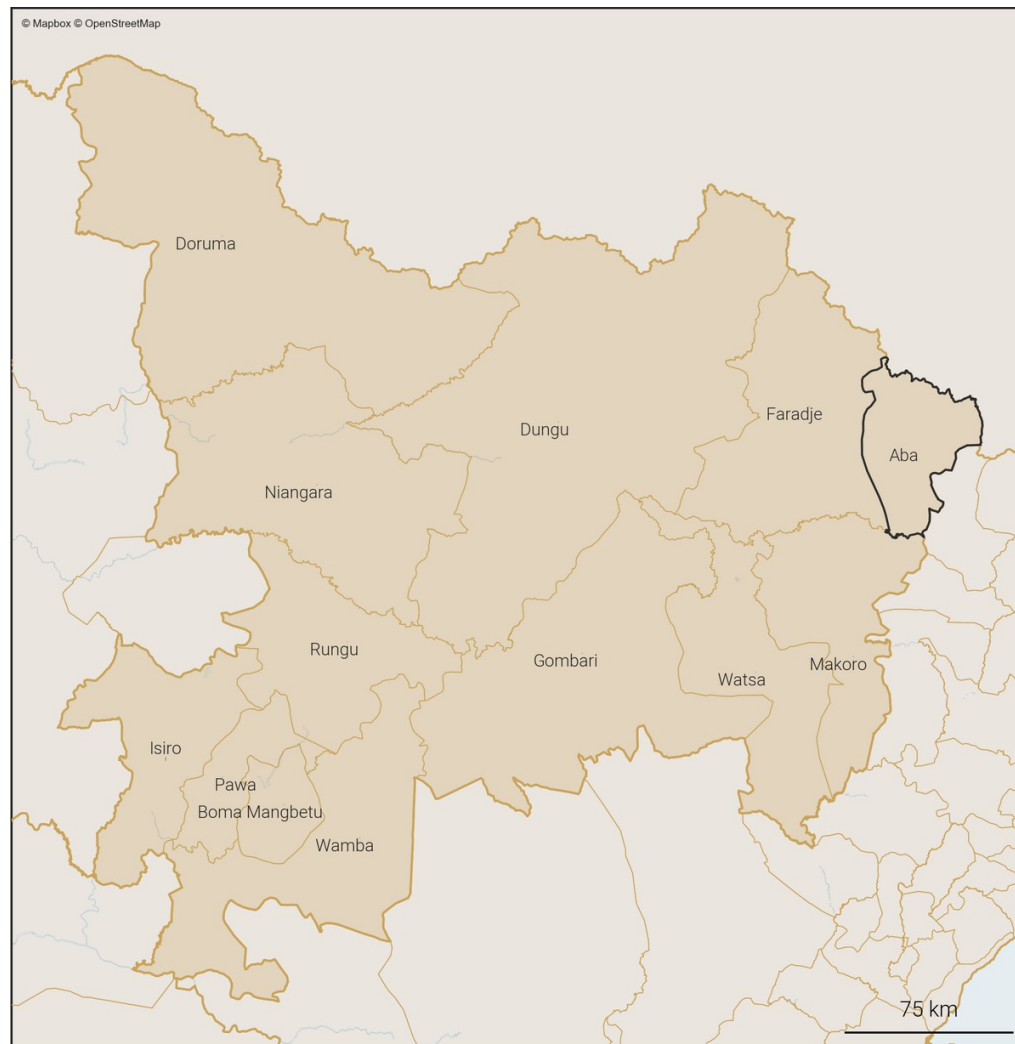 © Mapbox © OpenStreetMap
Doruma
Faradje
Dungu
Aba
Niangara
Rungu
Gombari
Makoro
Watsa
Isiro
Pawa
Boma Mangbetu
Wamba
75 km